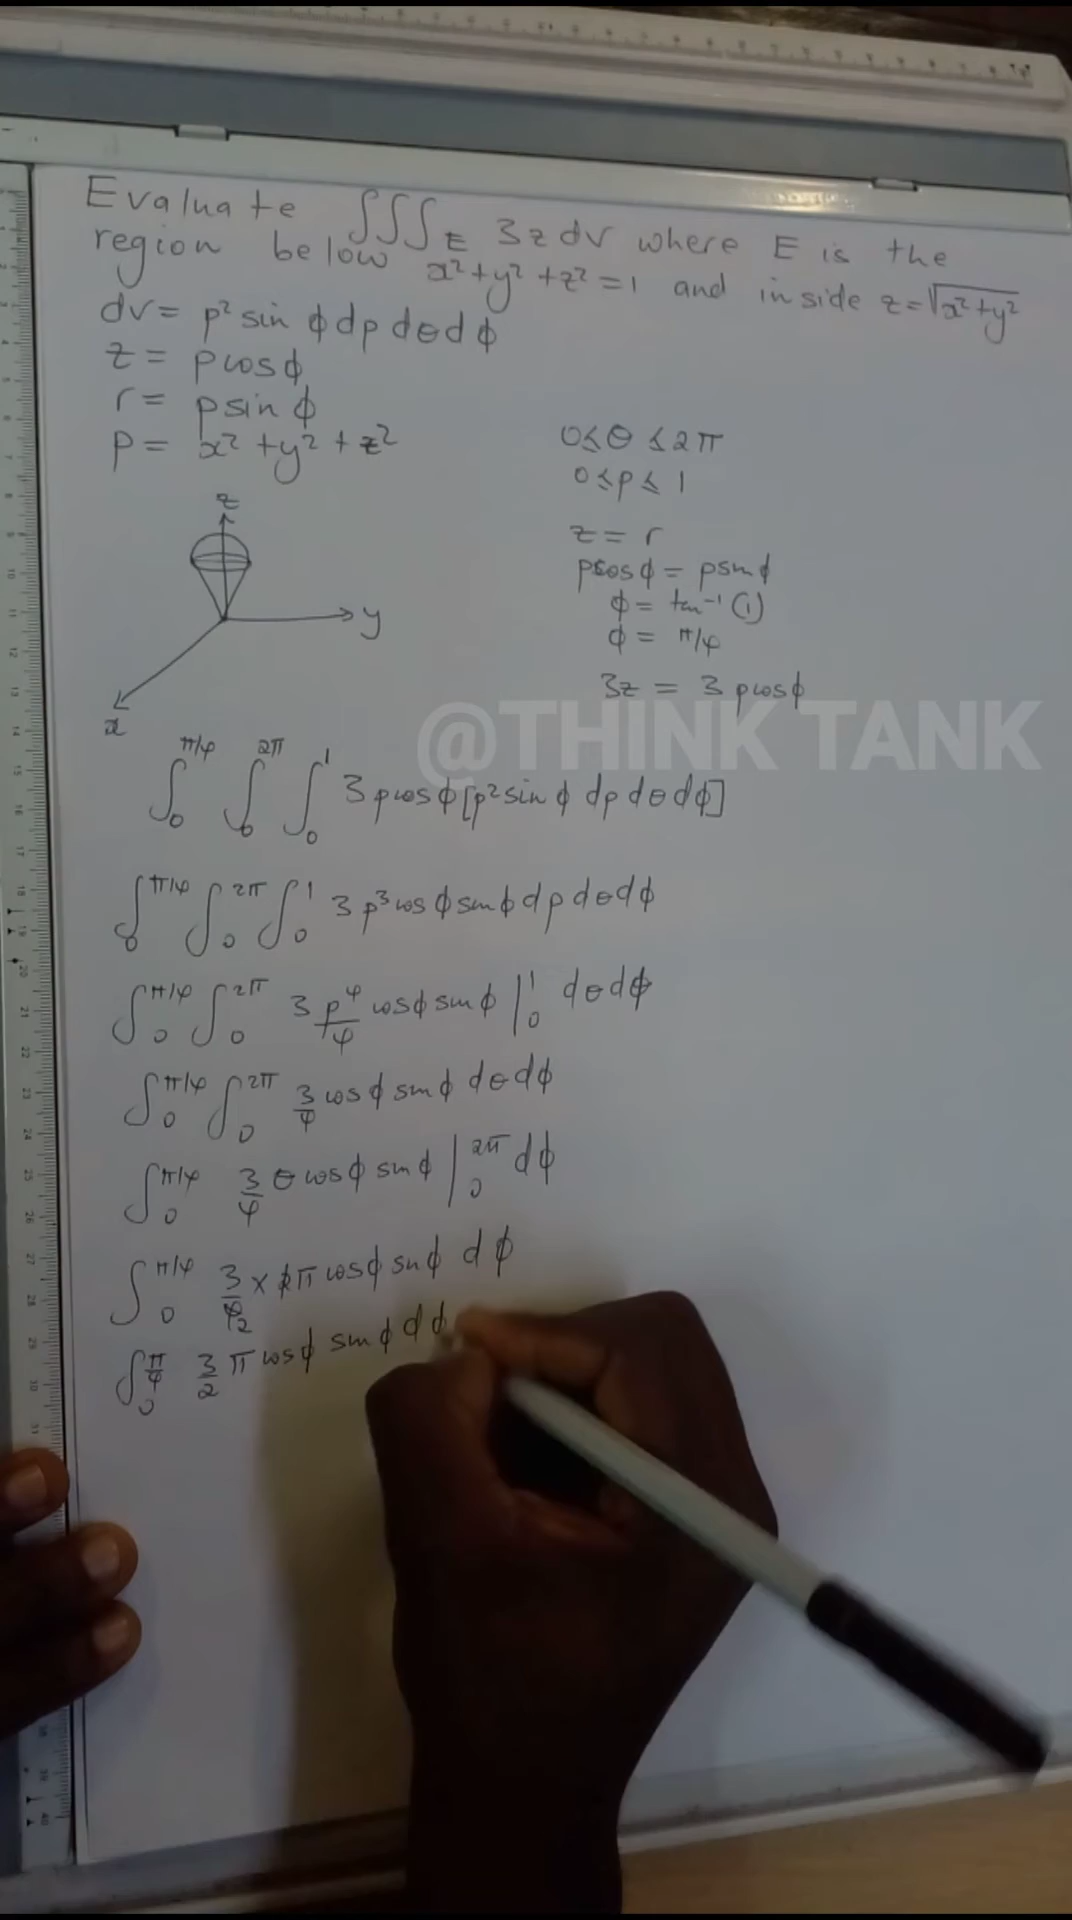 Evaluate ∫∫∫_E 3z dv where E is the
region below x² + y² + z² = 1 and inside z = √(x² + y²)
dv = p² sin ϕ dp dθ dϕ
z = p cos ϕ
r = p sin ϕ
p = x² + y² + z²
0 ≤ θ ≤ 2π
0 ≤ p ≤ 1
z = r
p cos ϕ = p sin ϕ
ϕ = tan⁻¹ (1)
ϕ = π/4
3z = 3 p cos ϕ
z
y
x
@THINK TANK
∫₀^{π/4} ∫₀^{2π} ∫₀^1 3 p cos ϕ [p² sin ϕ dp dθ dϕ]
∫₀^{π/4} ∫₀^{2π} ∫₀^1 3 p³ cos ϕ sin ϕ dp dθ dϕ
∫₀^{π/4} ∫₀^{2π} 3 p⁴/4 cos ϕ sin ϕ |₀^1 dθ dϕ
∫₀^{π/4} ∫₀^{2π} 3/4 cos ϕ sin ϕ dθ dϕ
∫₀^{π/4} 3/4 θ cos ϕ sin ϕ |₀^{2π} dϕ
∫₀^{π/4} 3/4₂ × 2π cos ϕ sin ϕ dϕ
∫₀^{π/4} 3/2 π cos ϕ sin ϕ dϕ